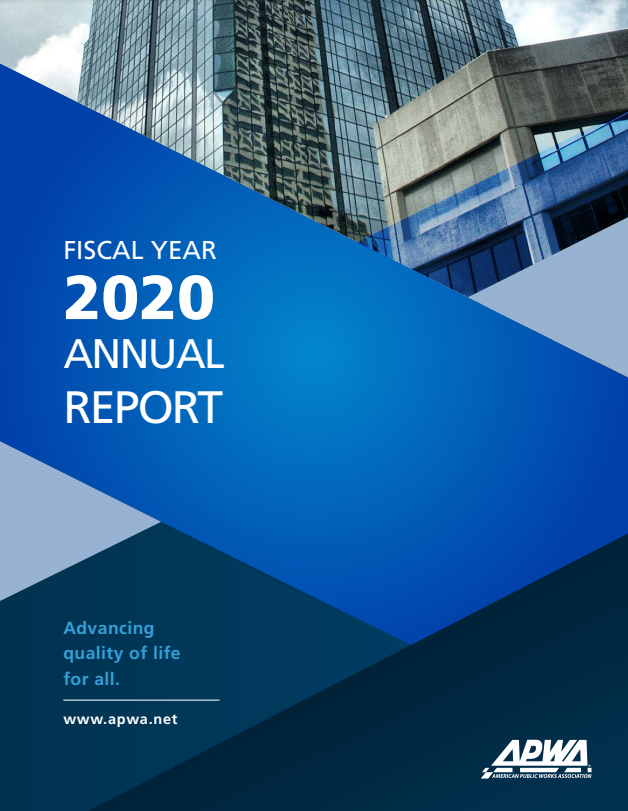 FISCAL YEAR
2020
ANNUAL
REPORT
Advancing
quality of life
for all.
www.apwa.net
APWA
AMERICAN PUBLIC WORKS ASSOCIATION